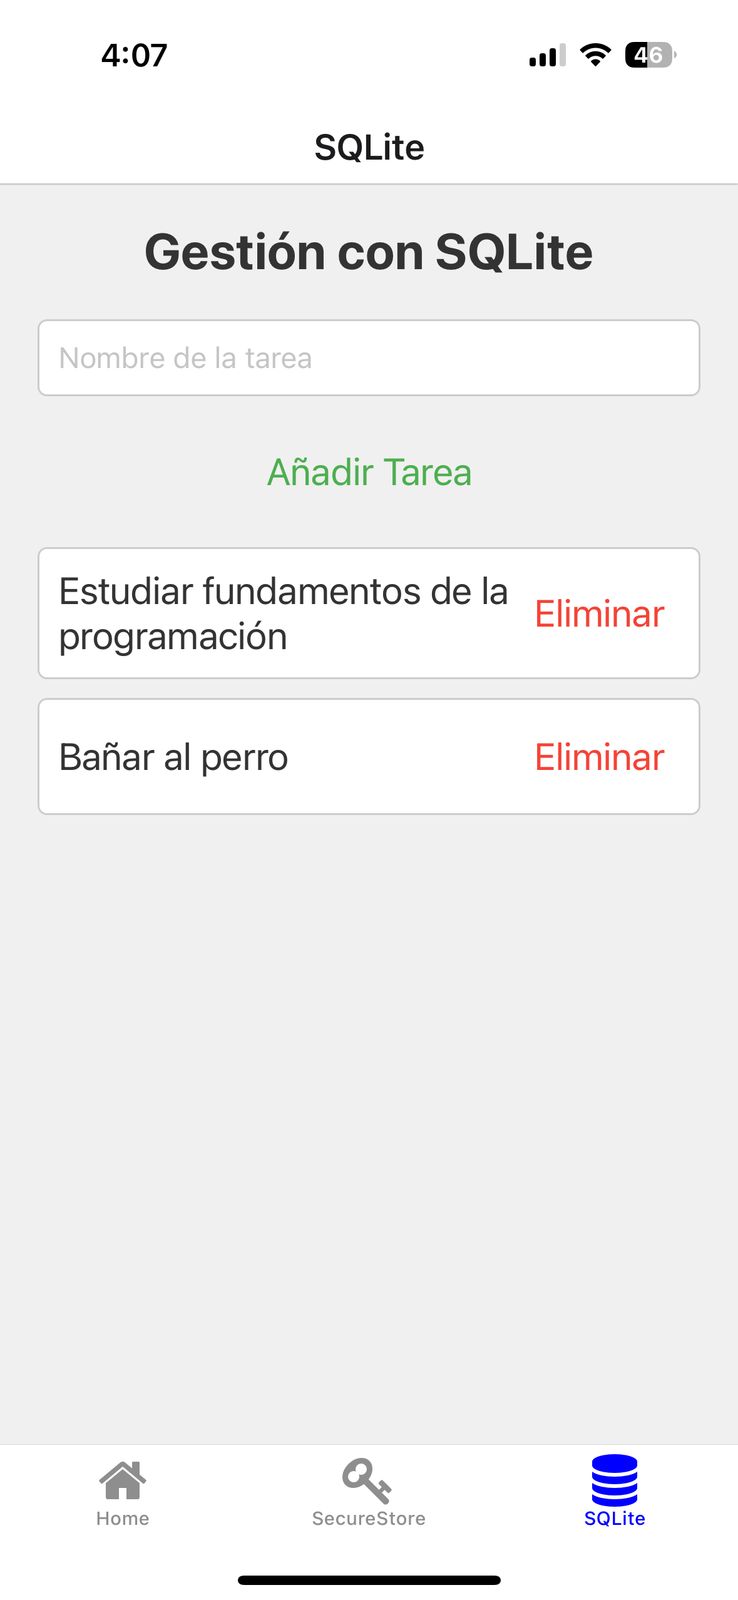 4:07
46
SQLite
Gestión con SQLite
Nombre de la tarea
Añadir Tarea
Estudiar fundamentos de la
programación
Eliminar
Bañar al perro
Eliminar
Home
SecureStore
SQLite